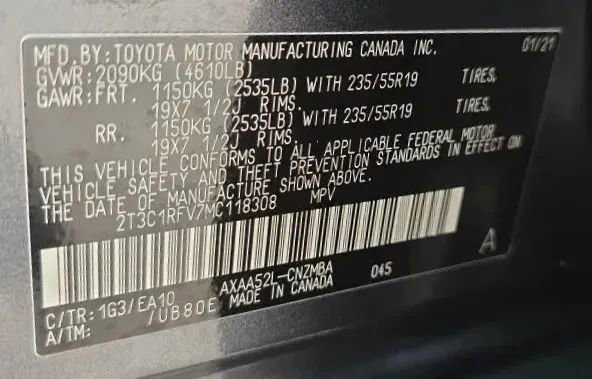 MFD.BY:TOYOTA MOTOR MANUFACTURING CANADA INC. 01/21
GVWR:2090KG (4610LB)
GAWR:FRT. 1150KG (2535LB) WITH 235/55R19 TIRES,
19X7 1/2J RIMS.
RR. 1150KG (2535LB) WITH 235/55R19 TIRES,
19X7 1/2J RIMS.
THIS VEHICLE CONFORMS TO ALL APPLICABLE FEDERAL MOTOR
VEHICLE SAFETY AND THEFT PREVENTION STANDARDS IN EFFECT ON
THE DATE OF MANUFACTURE SHOWN ABOVE.
2T3C1RFV7MC118308 MPV
A
AXAA52L-CNZMBA 045
C/TR:1G3/EA10 MADE IN CANADA
A/TM: /UB80E